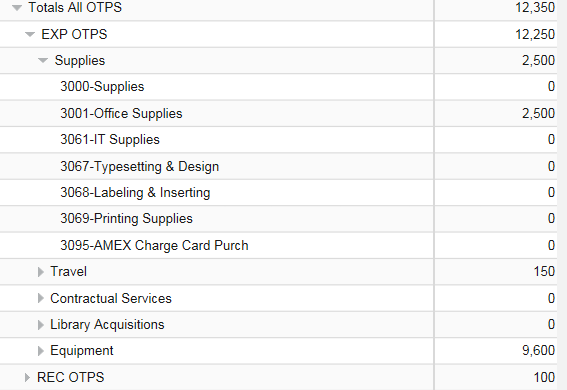 Totals All OTPS 12,350
EXP OTPS 12,250
Supplies 2,500
3000-Supplies 0
3001-Office Supplies 2,500
3061-IT Supplies 0
3067-Typesetting & Design 0
3068-Labeling & Inserting 0
3069-Printing Supplies 0
3095-AMEX Charge Card Purch 0
Travel 150
Contractual Services 0
Library Acquisitions 0
Equipment 9,600
REC OTPS 100